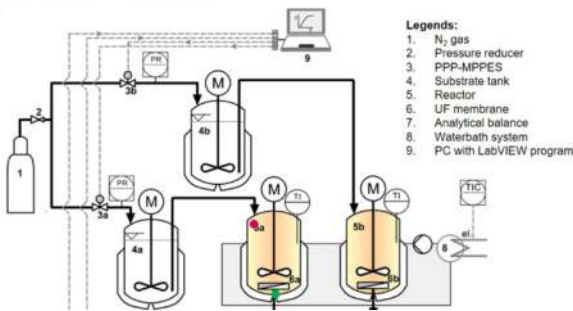 Legends:
1. N₂ gas
2. Pressure reducer
3. PPP-MPPES
4. Substrate tank
5. Reactor
6. UF membrane
7. Analytical balance
8. Waterbath system
9. PC with LabVIEW program
9
PR
3b
2
M
4b
1
PR
3a
M
4a
M
TI
M
TI
TIC
5b
8
el.
6a
6b